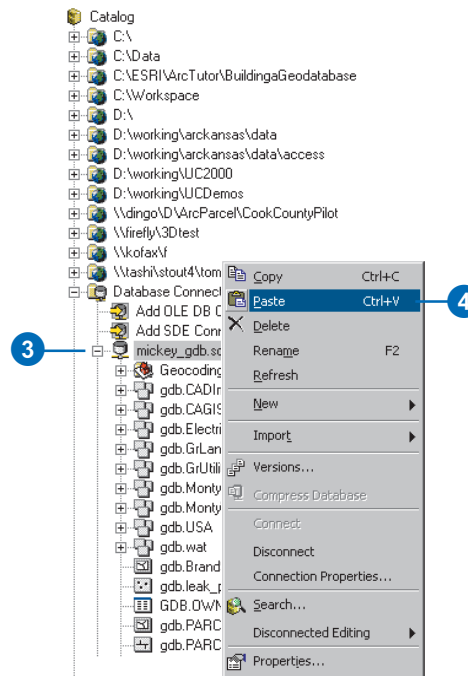 Catalog
C:\
C:\Data
C:\ESRI\ArcTutor\BuildingaGeodatabase
C:\Workspace
D:\
D:\working\arckansas\data
D:\working\arckansas\data\access
D:\working\UC2000
D:\working\UCDemos
\\dingo\D\ArcParcel\CookCountyPilot
\\firefly\3Dtest
\\kofax\f
\\tashi\stout4\tom
Database Connect
Add OLE DB C
Add SDE Conn
3
mickey_gdb.sd
Geocoding
gdb.CADIr
gdb.CAGIS
gdb.Electri
gdb.GrLan
gdb.GrUtili
gdb.Monty
gdb.Monty
gdb.USA
gdb.wat
gdb.Brand
gdb.leak_p
GDB.OWN
gdb.PARC
gdb.PARC
Copy Ctrl+C
Paste Ctrl+V
4
Delete
Rename F2
Refresh
New
Import
Versions...
Compress Database
Connect
Disconnect
Connection Properties...
Search...
Disconnected Editing
Properties...